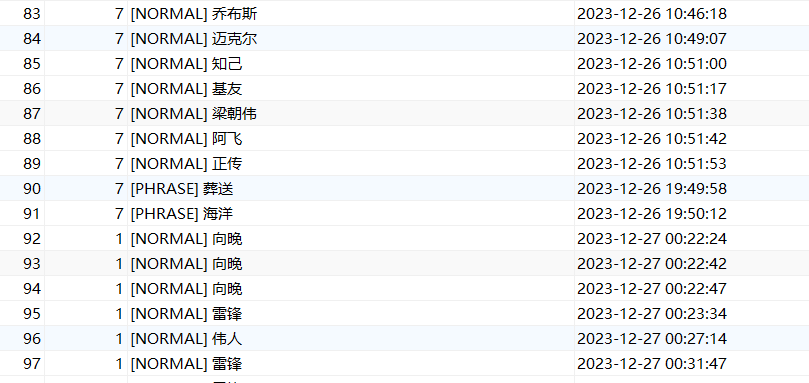 83 7 [NORMAL] 乔布斯 2023-12-26 10:46:18
84 7 [NORMAL] 迈克尔 2023-12-26 10:49:07
85 7 [NORMAL] 知己 2023-12-26 10:51:00
86 7 [NORMAL] 基友 2023-12-26 10:51:17
87 7 [NORMAL] 梁朝伟 2023-12-26 10:51:38
88 7 [NORMAL] 阿飞 2023-12-26 10:51:42
89 7 [NORMAL] 正传 2023-12-26 10:51:53
90 7 [PHRASE] 葬送 2023-12-26 19:49:58
91 7 [PHRASE] 海洋 2023-12-26 19:50:12
92 1 [NORMAL] 向晚 2023-12-27 00:22:24
93 1 [NORMAL] 向晚 2023-12-27 00:22:42
94 1 [NORMAL] 向晚 2023-12-27 00:22:47
95 1 [NORMAL] 雷锋 2023-12-27 00:23:34
96 1 [NORMAL] 伟人 2023-12-27 00:27:14
97 1 [NORMAL] 雷锋 2023-12-27 00:31:47